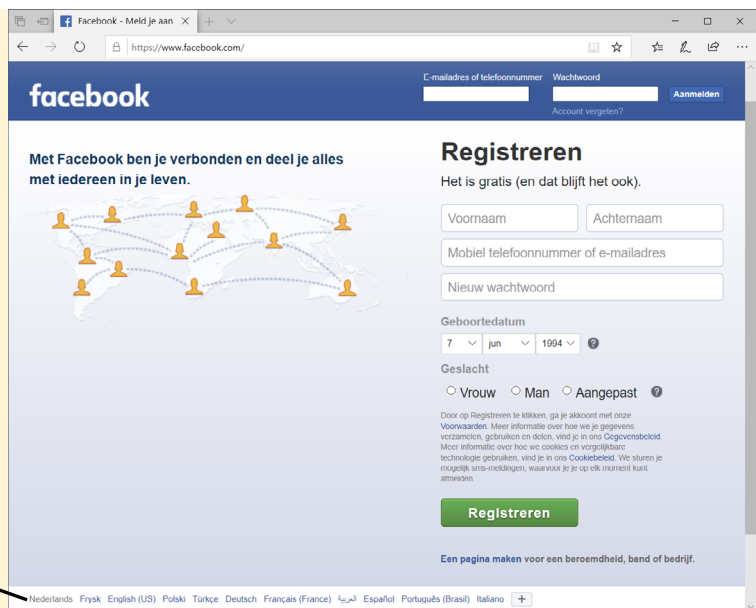 Facebook - Meld je aan
https://www.facebook.com/
facebook
E-mailadres of telefoonnummer Wachtwoord
Aanmelden
Account vergeten?
Met Facebook ben je verbonden en deel je alles
met iedereen in je leven.
Registreren
Het is gratis (en dat blijft het ook).
Voornaam Achternaam
Mobiel telefoonnummer of e-mailadres
Nieuw wachtwoord
Geboortedatum
7 jun 1994
Geslacht
Vrouw Man Aangepast
Door op Registreren te klikken, ga je akkoord met onze
Voorwaarden. Meer informatie over hoe we je gegevens
verzamelen, gebruiken en delen, vind je in ons Gegevensbeleid.
Meer informatie over hoe we cookies en vergelijkbare
technologie gebruiken, vind je in ons Cookiebeleid. We sturen je
mogelijk sms-meldingen, waarvoor je je op elk moment kunt
afmelden.
Registreren
Een pagina maken voor een beroemdheid, band of bedrijf.
Nederlands Frysk English (US) Polski Türkçe Deutsch Français (France) العربية Español Português (Brasil) Italiano +